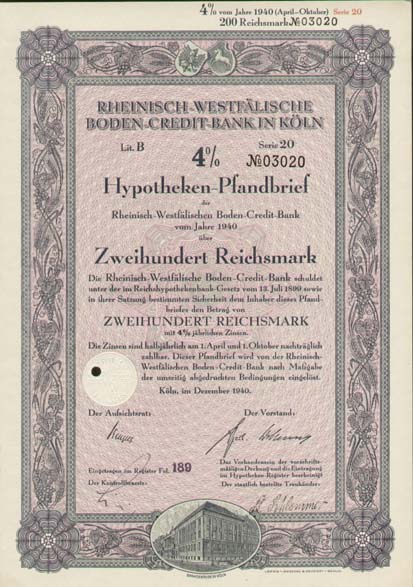 4% vom Jahre 1940 (April–Oktober) Serie 20
200 Reichsmark №03020
RHEINISCH-WESTFÄLISCHE
BODEN-CREDIT-BANK IN KÖLN
Lit. B Serie 20
4% №03020
Hypotheken-Pfandbrief
der
Rheinisch-Westfälischen Boden-Credit-Bank
vom Jahre 1940
über
Zweihundert Reichsmark
Die Rheinisch-Westfälische Boden-Credit-Bank schuldet
unter der im Reichshypothekenbank-Gesetz vom 13. Juli 1899 sowie
in ihrer Satzung bestimmten Sicherheit dem Inhaber dieses Pfand-
briefes den Betrag von
ZWEIHUNDERT REICHSMARK
mit 4% jährlichen Zinsen.
Die Zinsen sind halbjährlich am 1. April und 1. Oktober nachträglich
zahlbar. Dieser Pfandbrief wird von der Rheinisch-
Westfälischen Boden-Credit-Bank nach Maßgabe
der umseitig abgedruckten Bedingungen eingelöst.
Köln, im Dezember 1940.
Der Aufsichtsrat: Der Vorstand:
Eingetragen im Register Fol. 189
Der Kontrollbeamte:
Das Vorhandensein der vorschrifts-
mäßigen Deckung und die Eintragung
im Hypotheken-Register bescheinigt
Der staatlich bestellte Treuhänder: